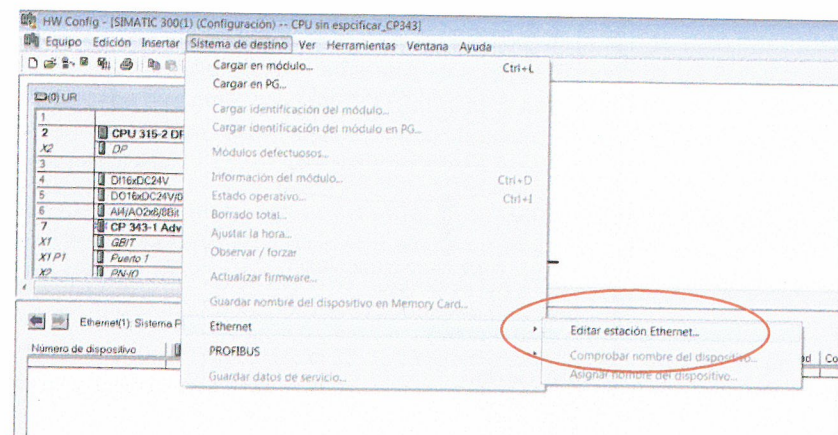 HW Config - [SIMATIC 300(1) (Configuración) -- CPU sin espcificar_CP343]
Equipo Edición Insertar Sistema de destino Ver Herramientas Ventana Ayuda
Cargar en módulo... Ctrl+L
Cargar en PG...
Cargar identificación del módulo...
Cargar identificación del módulo en PG...
Módulos defectuosos...
Información del módulo... Ctrl+D
Estado operativo... Ctrl+I
Borrado total...
Ajustar la hora...
Observar / forzar
Actualizar firmware...
Guardar nombre del dispositivo en Memory Card...
Ethernet
PROFIBUS
Guardar datos de servicio...
Editar estación Ethernet...
Comprobar nombre del dispositivo...
Asignar nombre del dispositivo...
(0) UR
1
2 CPU 315-2 DP
X2 DP
3
4 DI16xDC24V
5 DO16xDC24V/0
6 AI4/AO2x8/8Bit
7 CP 343-1 Adv
X1 GBIT
X1 P1 Puerto 1
X2 PN-IO
Ethernet(1): Sistema P
Número de dispositivo
Co